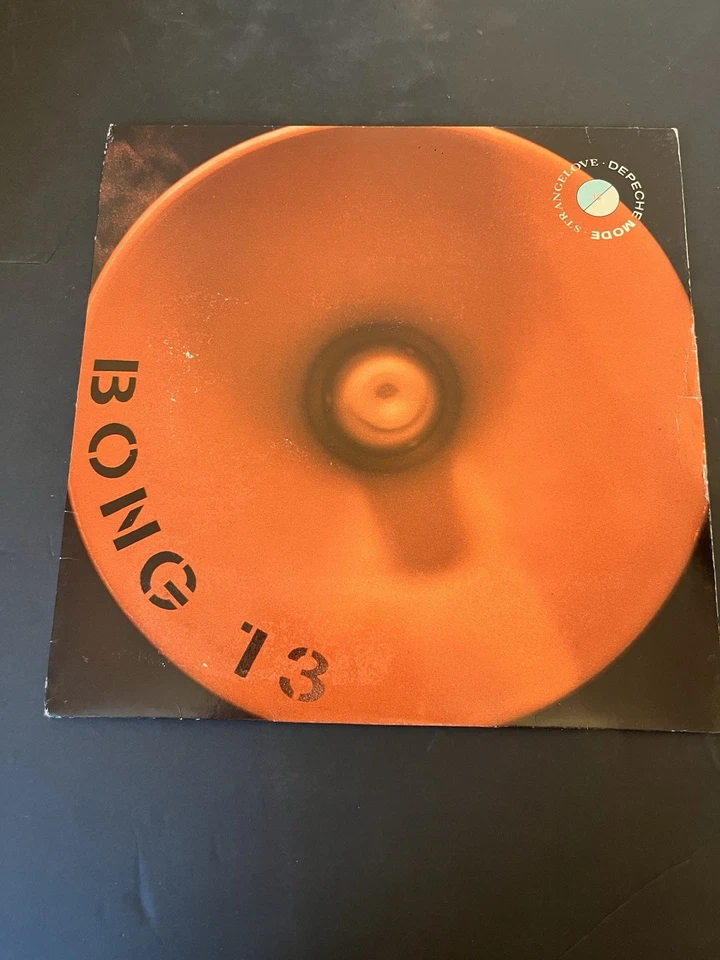 STRANGELOVE · DEPECHE MODE ·
BONG 13